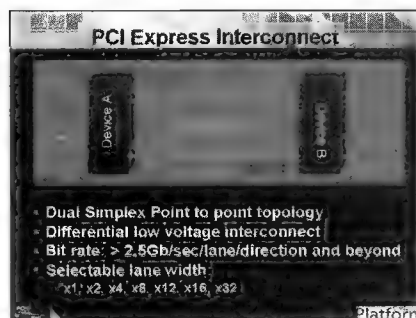 PCI Express Interconnect
Device A
B
Dual Simplex Point to point topology
Differential low voltage interconnect
Bit rate: > 2.5Gb/sec/lane/direction and beyond
Selectable lane width:
x1, x2, x4, x8, x12, x16, x32
Platform